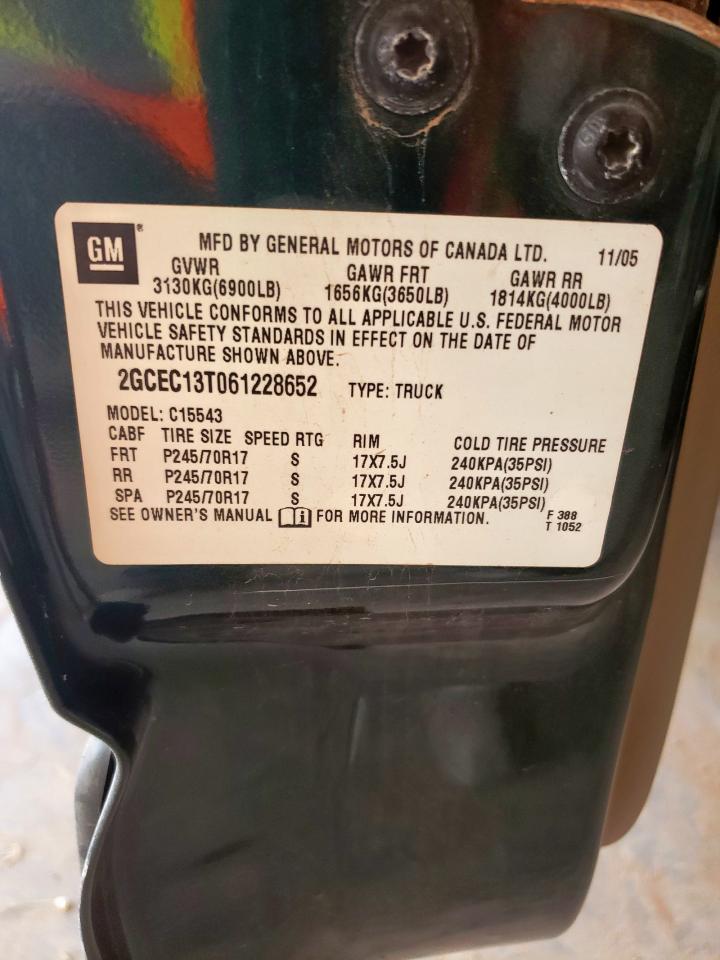 GM ® MFD BY GENERAL MOTORS OF CANADA LTD. 11/05
GVWR GAWR FRT GAWR RR
3130KG(6900LB) 1656KG(3650LB) 1814KG(4000LB)
THIS VEHICLE CONFORMS TO ALL APPLICABLE U.S. FEDERAL MOTOR
VEHICLE SAFETY STANDARDS IN EFFECT ON THE DATE OF
MANUFACTURE SHOWN ABOVE.
2GCEC13T061228652 TYPE: TRUCK
MODEL: C15543
CABF TIRE SIZE SPEED RTG RIM COLD TIRE PRESSURE
FRT P245/70R17 S 17X7.5J 240KPA(35PSI)
RR P245/70R17 S 17X7.5J 240KPA(35PSI)
SPA P245/70R17 S 17X7.5J 240KPA(35PSI)
SEE OWNER'S MANUAL i FOR MORE INFORMATION.
F 388
T 1052